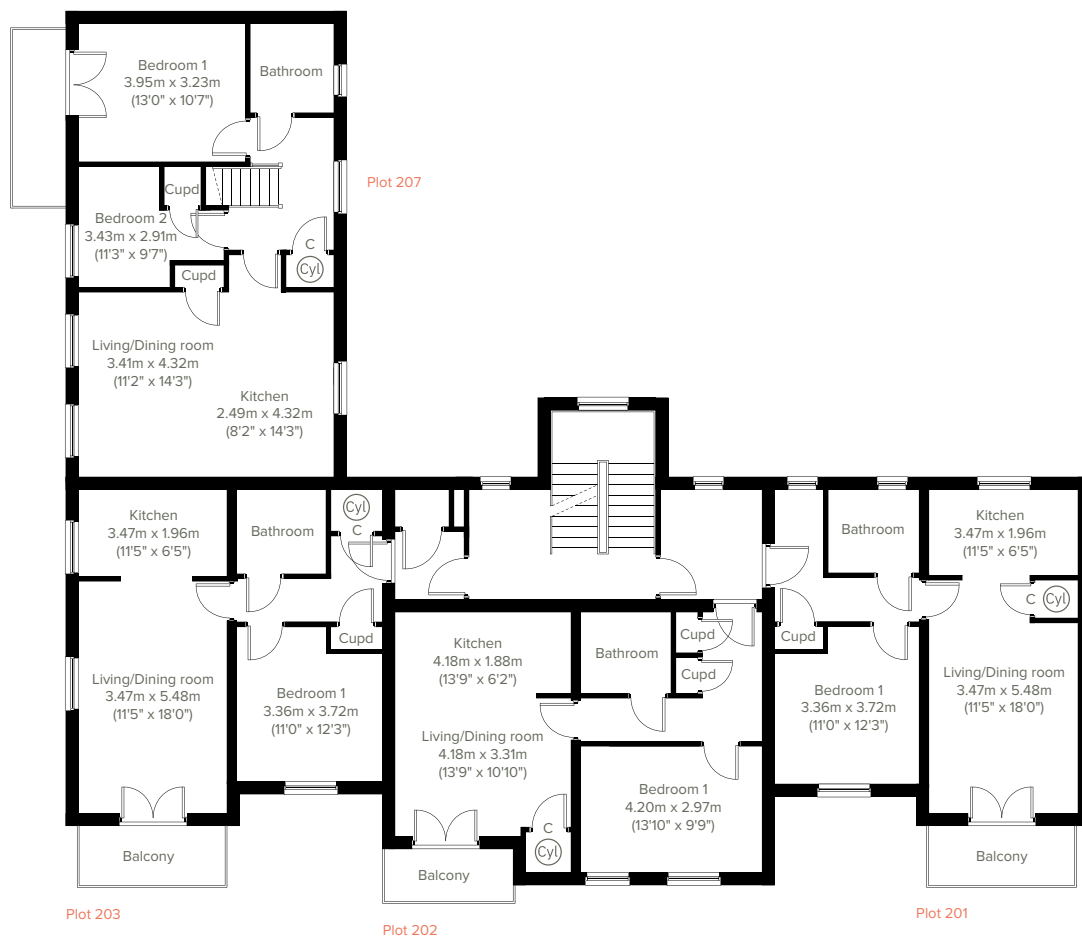 Bedroom 1
3.95m x 3.23m
(13'0" x 10'7")
Bathroom
Plot 207
Cupd
Bedroom 2
3.43m x 2.91m
(11'3" x 9'7")
C
Cyl
Cupd
Living/Dining room
3.41m x 4.32m
(11'2" x 14'3")
Kitchen
2.49m x 4.32m
(8'2" x 14'3")
Kitchen
3.47m x 1.96m
(11'5" x 6'5")
Bathroom
Cyl
C
Cupd
Living/Dining room
3.47m x 5.48m
(11'5" x 18'0")
Bedroom 1
3.36m x 3.72m
(11'0" x 12'3")
Balcony
Plot 203
Kitchen
4.18m x 1.88m
(13'9" x 6'2")
Bathroom
Cupd
Cupd
Living/Dining room
4.18m x 3.31m
(13'9" x 10'10")
Bedroom 1
4.20m x 2.97m
(13'10" x 9'9")
C
Cyl
Balcony
Plot 202
Bathroom
Kitchen
3.47m x 1.96m
(11'5" x 6'5")
C
Cyl
Cupd
Bedroom 1
3.36m x 3.72m
(11'0" x 12'3")
Living/Dining room
3.47m x 5.48m
(11'5" x 18'0")
Balcony
Plot 201